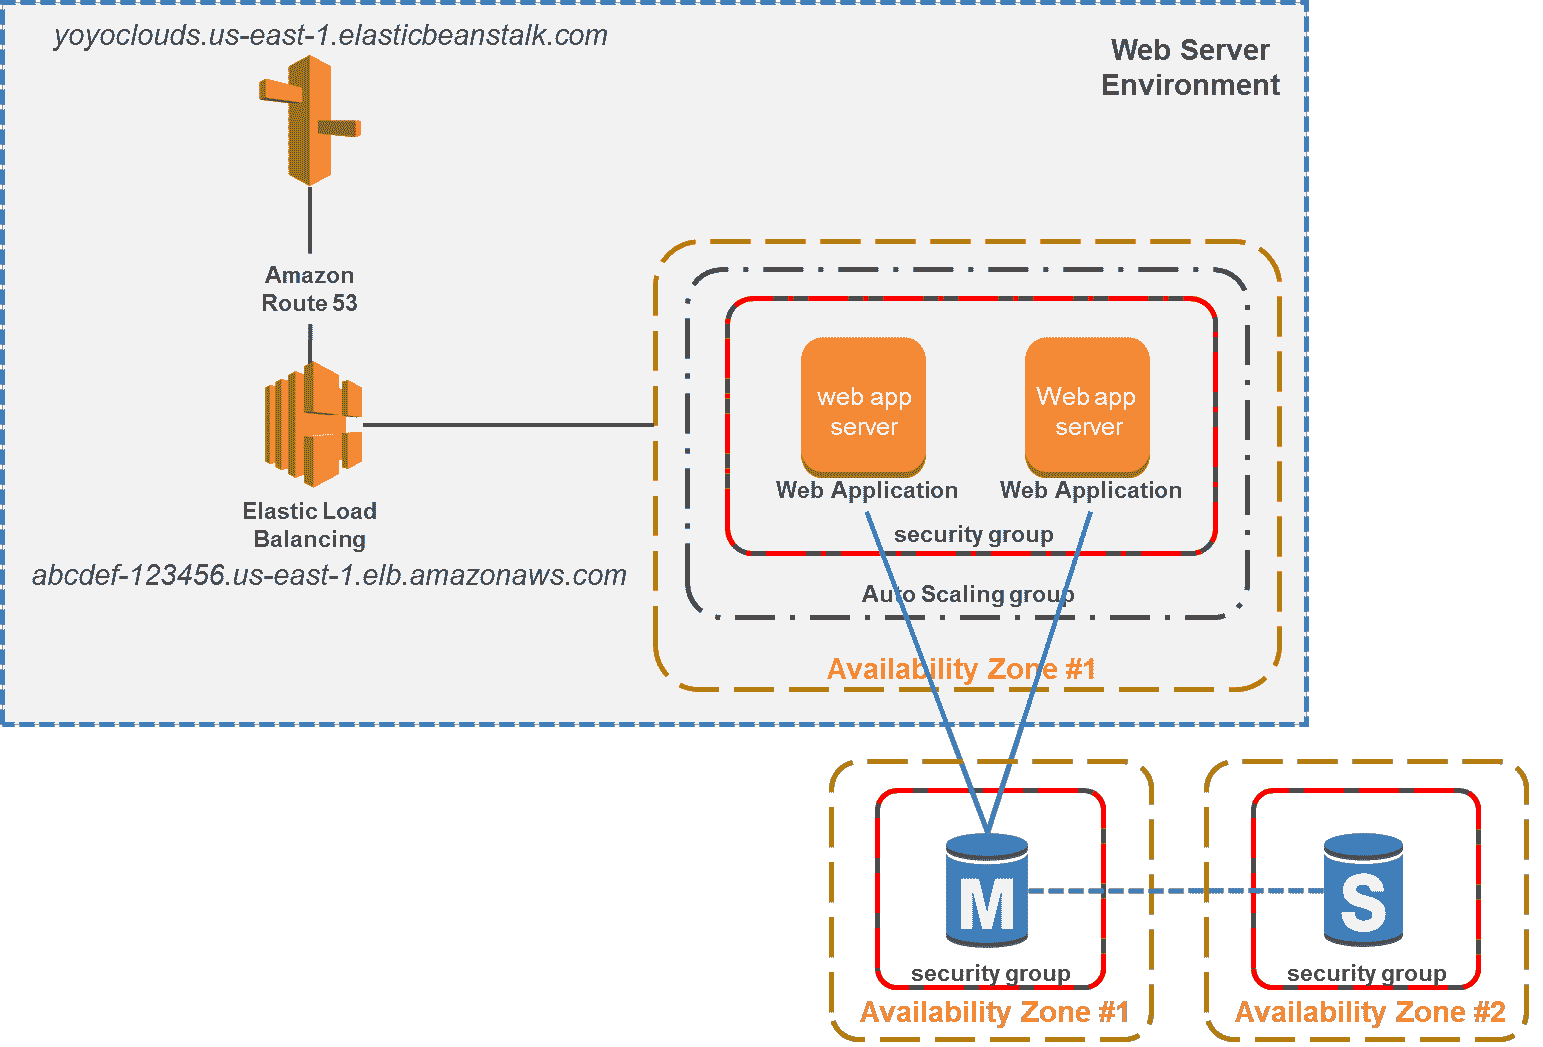 yoyoclouds.us-east-1.elasticbeanstalk.com
Web Server
Environment
Amazon
Route 53
web app
server
Web app
server
Web Application
Web Application
Elastic Load
Balancing
security group
abcdef-123456.us-east-1.elb.amazonaws.com
Auto Scaling group
Availability Zone #1
M
S
security group
security group
Availability Zone #1
Availability Zone #2